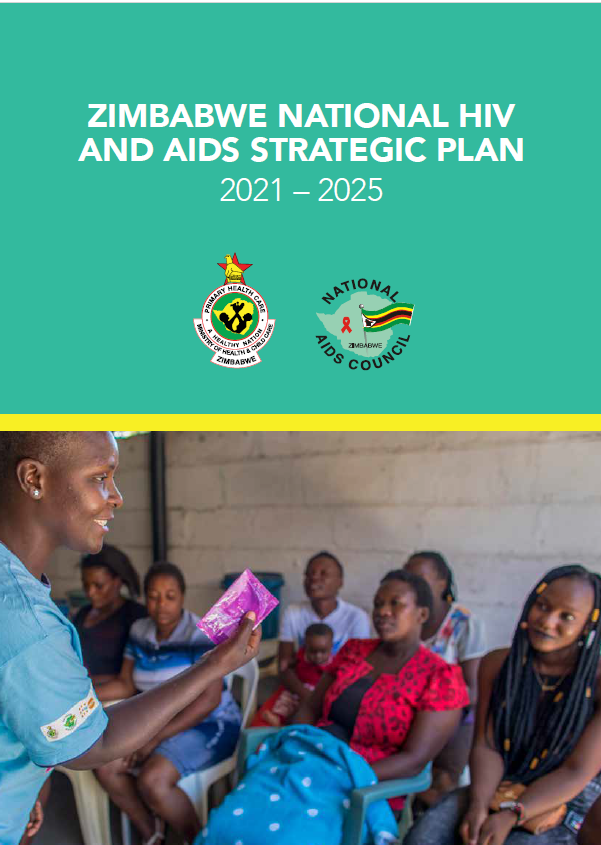 ZIMBABWE NATIONAL HIV
AND AIDS STRATEGIC PLAN
2021 – 2025
PRIMARY HEALTH CARE
A HEALTHY NATION
MINISTRY OF HEALTH & CHILD CARE
ZIMBABWE
NATIONAL
ZIMBABWE
AIDS COUNCIL